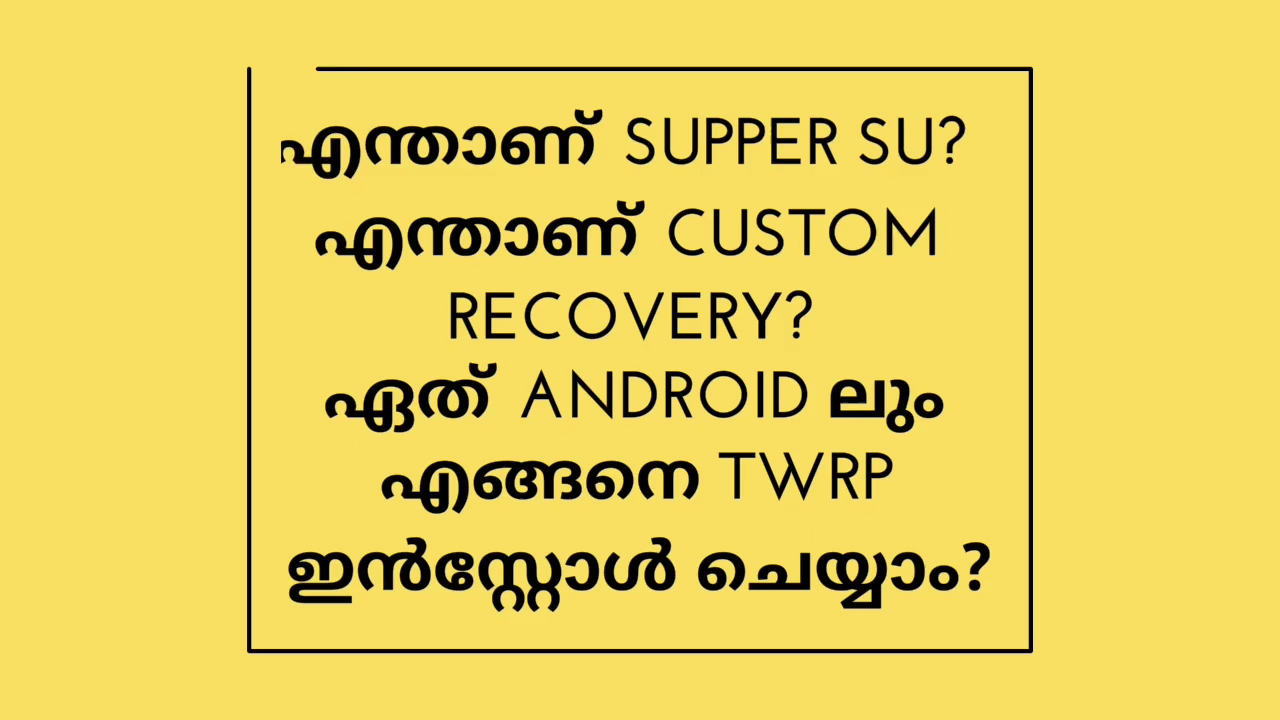 എന്താണ് SUPPER SU?
എന്താണ് CUSTOM
RECOVERY?
ഏത് ANDROID ലും
എങ്ങനെ TWRP
ഇൻസ്റ്റോൾ ചെയ്യാം?